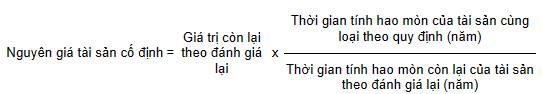 Nguyên giá tài sản cố định =
Giá trị còn lại
theo đánh giá
lại
x
Thời gian tính hao mòn của tài sản cùng
loại theo quy định (năm)
Thời gian tính hao mòn còn lại của tài sản
theo đánh giá lại (năm)